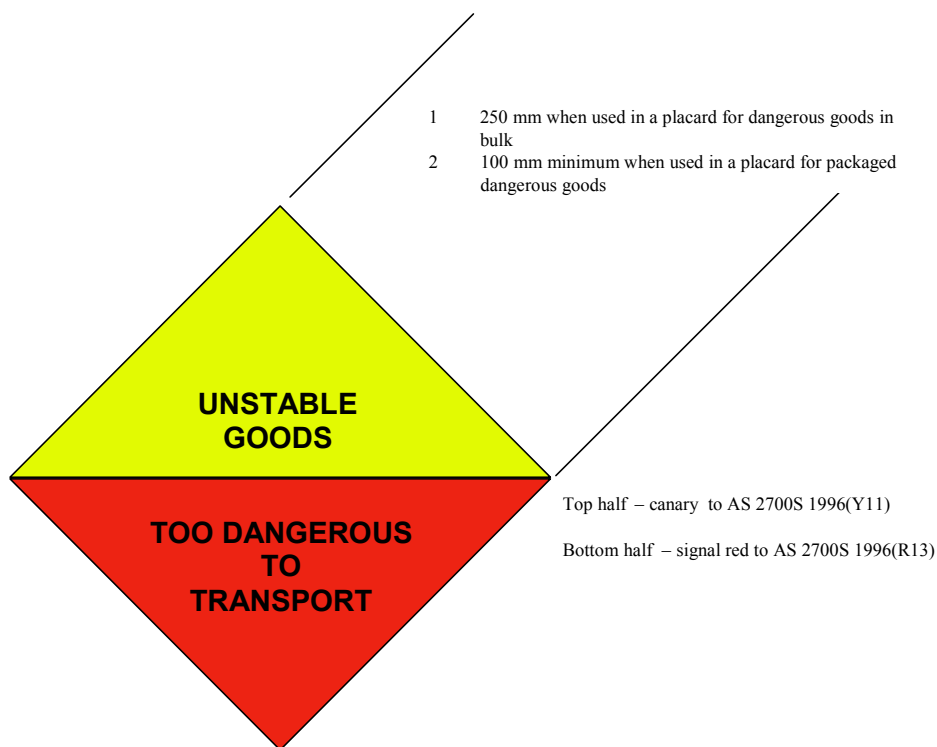 1 250 mm when used in a placard for dangerous goods in
bulk
2 100 mm minimum when used in a placard for packaged
dangerous goods
UNSTABLE
GOODS
TOO DANGEROUS
TO
TRANSPORT
Top half – canary to AS 2700S 1996(Y11)
Bottom half – signal red to AS 2700S 1996(R13)